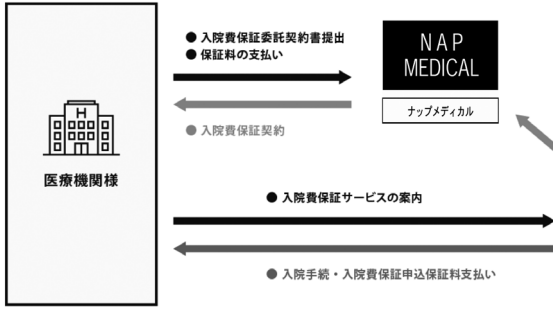 ● 入院費保証委託契約書提出
● 保証料の支払い
NAP
MEDICAL
ナップメディカル
● 入院費保証契約
H
医療機関様
● 入院費保証サービスの案内
● 入院手続・入院費保証申込保証料支払い